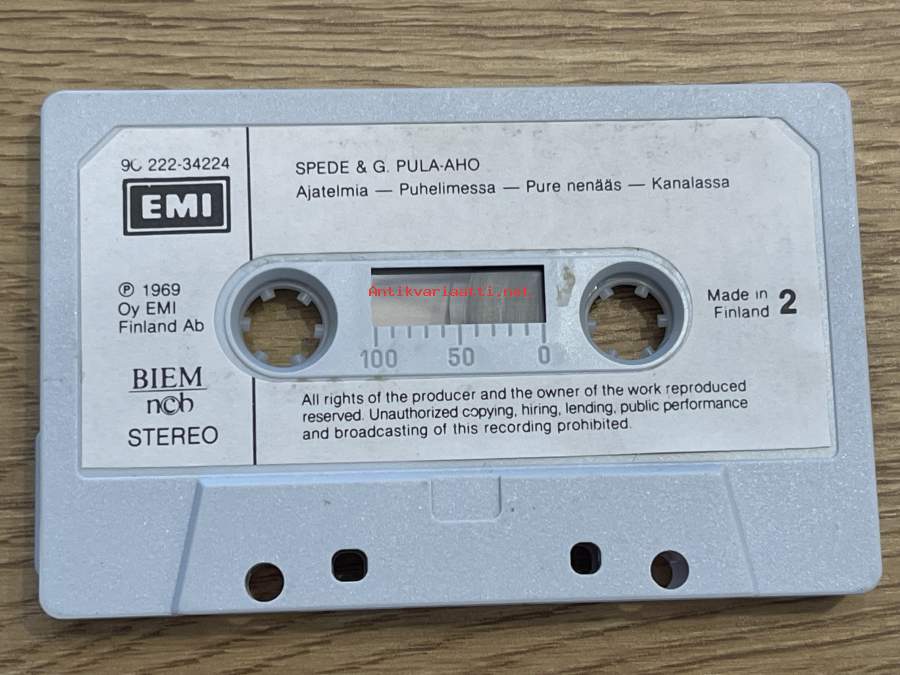 9C 222-34224
EMI
℗ 1969
Oy EMI
Finland Ab
BIEM
ncb
STEREO
SPEDE & G. PULA-AHO
Ajatelmia — Puhelimessa — Pure nenääs — Kanalassa
Antikvariaatti.net
100 50 0
Made in
Finland 2
All rights of the producer and the owner of the work reproduced
reserved. Unauthorized copying, hiring, lending, public performance
and broadcasting of this recording prohibited.